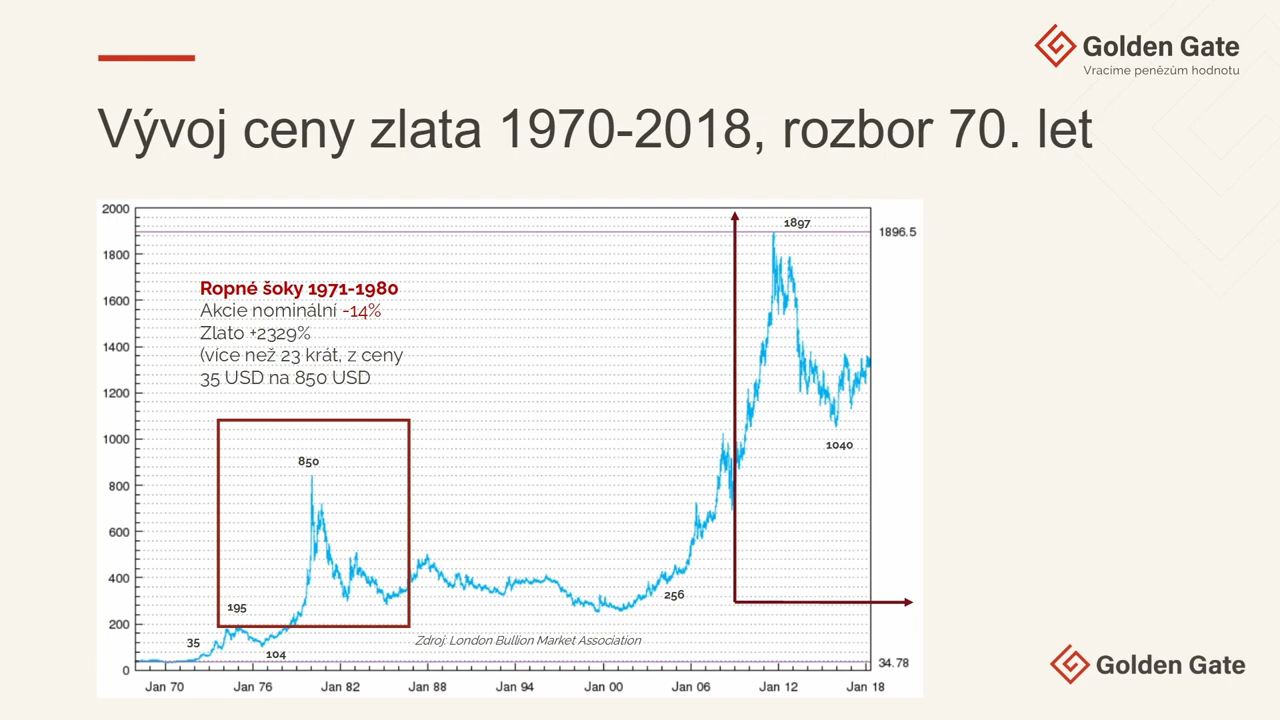 Golden Gate
Vracíme penězům hodnotu
Vývoj ceny zlata 1970-2018, rozbor 70. let
2000
1800
1600
1400
1200
1000
800
600
400
200
0
1897
1896.5
Ropné šoky 1971-1980
Akcie nominální -14%
Zlato +2329%
(více než 23 krát, z ceny
35 USD na 850 USD
1040
850
256
195
35
104
Zdroj: London Bullion Market Association
34.78
Jan 70
Jan 76
Jan 82
Jan 88
Jan 94
Jan 00
Jan 06
Jan 12
Jan 18
Golden Gate